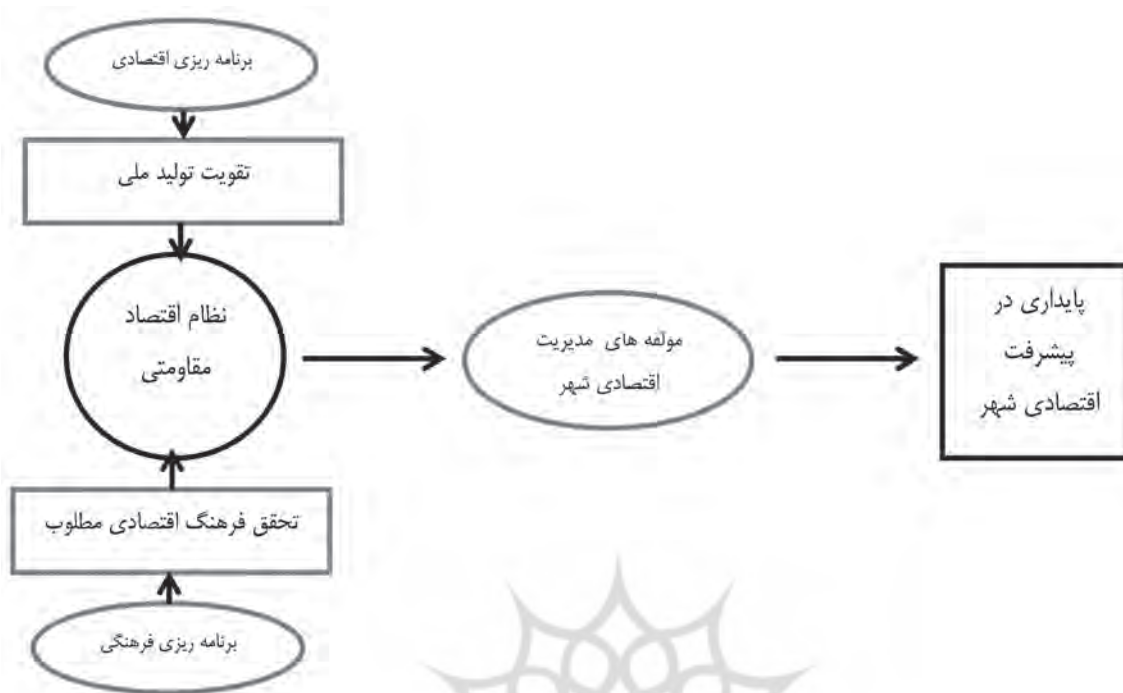 برنامه ریزی اقتصادی
تقویت تولید ملی
نظام اقتصاد
مقاومتی
مولفه های مدیریت
اقتصادی شهر
پایداری در
پیشرفت
اقتصادی شهر
تحقق فرهنگ اقتصادی مطلوب
برنامه ریزی فرهنگی